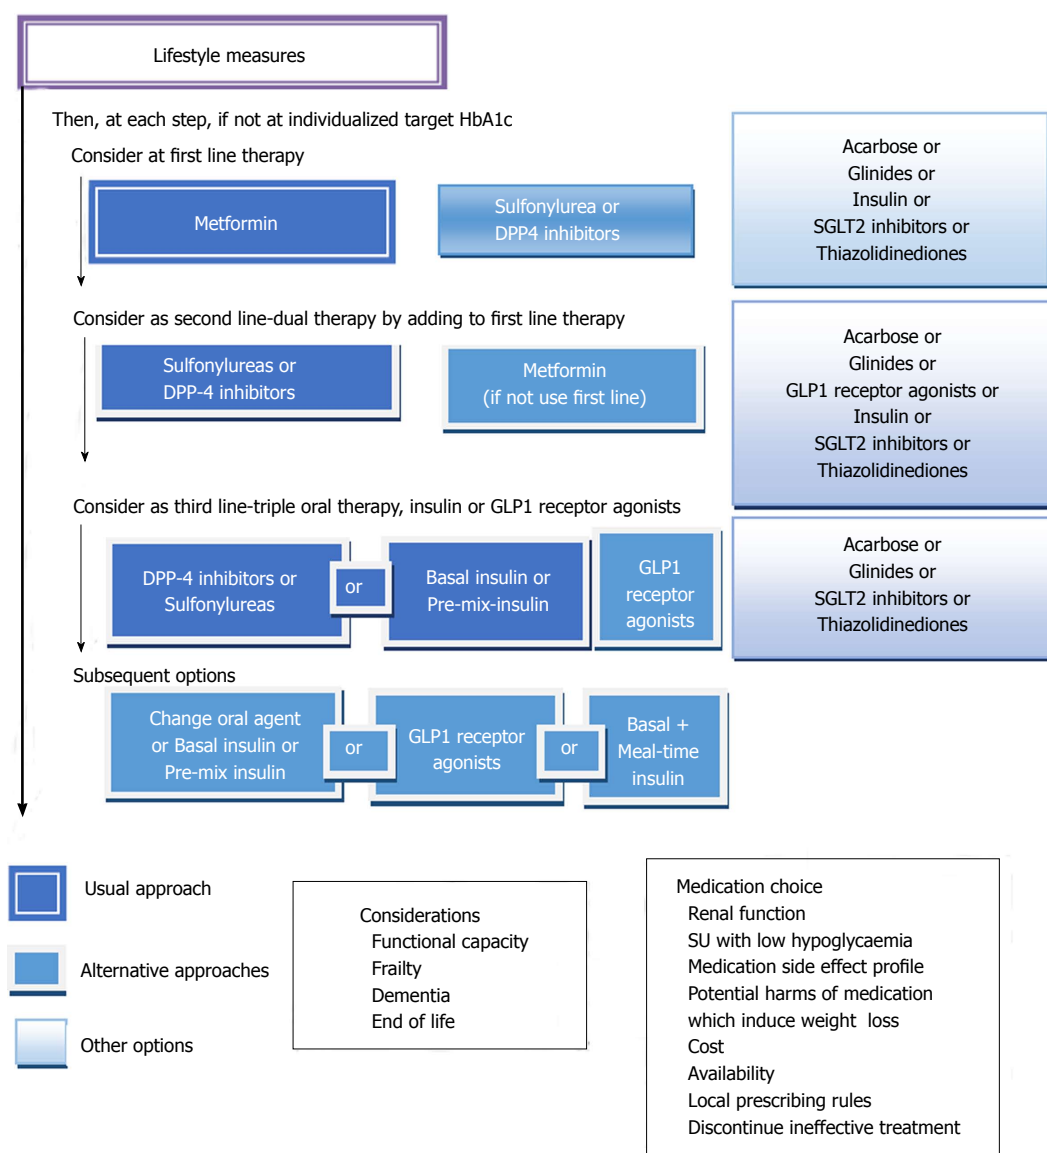 Lifestyle measures
Then, at each step, if not at individualized target HbA1c
Consider at first line therapy
Metformin
Sulfonylurea or
DPP4 inhibitors
Acarbose or
Glinides or
Insulin or
SGLT2 inhibitors or
Thiazolidinediones
Consider as second line-dual therapy by adding to first line therapy
Sulfonylureas or
DPP-4 inhibitors
Metformin
(if not use first line)
Acarbose or
Glinides or
GLP1 receptor agonists or
Insulin or
SGLT2 inhibitors or
Thiazolidinediones
Consider as third line-triple oral therapy, insulin or GLP1 receptor agonists
DPP-4 inhibitors or
Sulfonylureas
or
Basal insulin or
Pre-mix-insulin
GLP1
receptor
agonists
Acarbose or
Glinides or
SGLT2 inhibitors or
Thiazolidinediones
Subsequent options
Change oral agent
or Basal insulin or
Pre-mix insulin
or
GLP1 receptor
agonists
or
Basal +
Meal-time
insulin
Usual approach
Alternative approaches
Other options
Considerations
Functional capacity
Frailty
Dementia
End of life
Medication choice
Renal function
SU with low hypoglycaemia
Medication side effect profile
Potential harms of medication
which induce weight loss
Cost
Availability
Local prescribing rules
Discontinue ineffective treatment